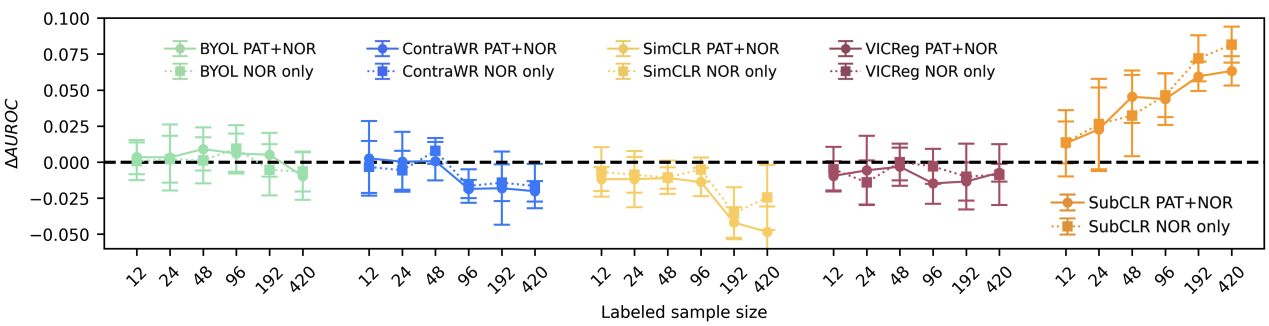 0.100
0.075
0.050
0.025
0.000
−0.025
−0.050
ΔAUROC
BYOL PAT+NOR
BYOL NOR only
ContraWR PAT+NOR
ContraWR NOR only
SimCLR PAT+NOR
SimCLR NOR only
VICReg PAT+NOR
VICReg NOR only
SubCLR PAT+NOR
SubCLR NOR only
12 24 48 96 192 420
12 24 48 96 192 420
12 24 48 96 192 420
12 24 48 96 192 420
12 24 48 96 192 420
Labeled sample size